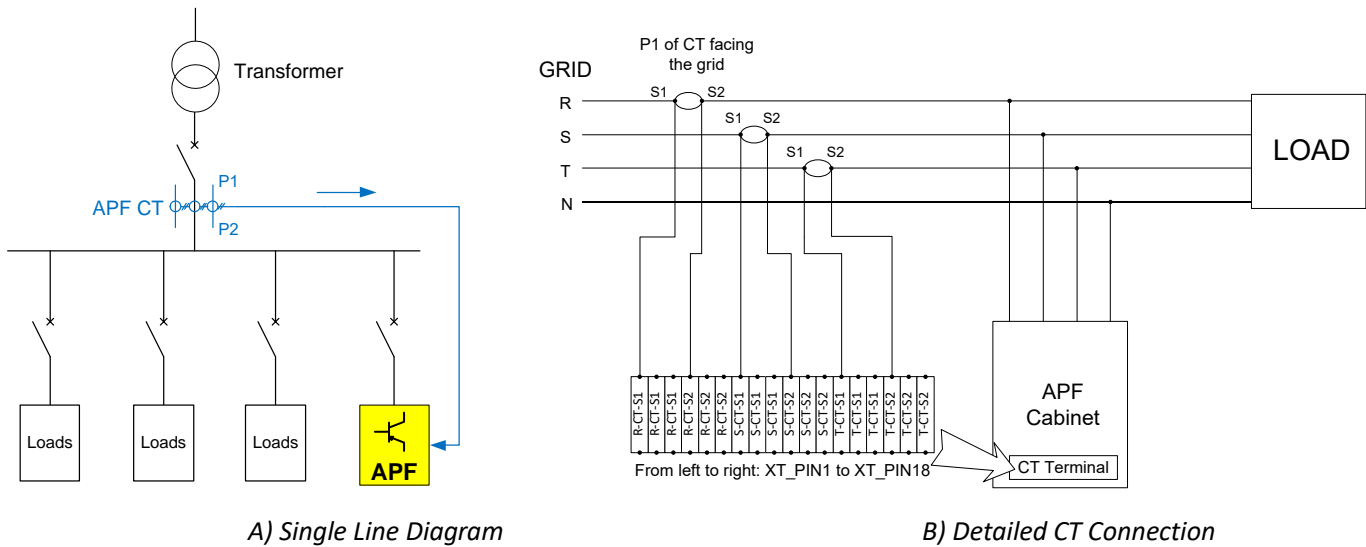 Transformer
P1
APF CT
P2
Loads
Loads
Loads
APF
A) Single Line Diagram
P1 of CT facing
the grid
GRID
R
S1
S2
S
S1
S2
T
S1
S2
N
LOAD
R-CT-S1
R-CT-S1
R-CT-S1
R-CT-S2
R-CT-S2
R-CT-S2
S-CT-S1
S-CT-S1
S-CT-S1
S-CT-S2
S-CT-S2
S-CT-S2
T-CT-S1
T-CT-S1
T-CT-S1
T-CT-S2
T-CT-S2
T-CT-S2
From left to right: XT_PIN1 to XT_PIN18
APF
Cabinet
CT Terminal
B) Detailed CT Connection